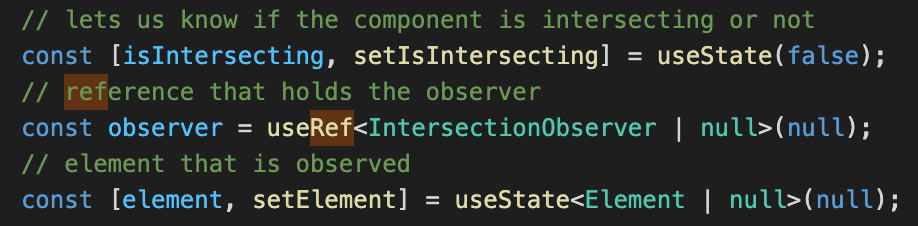 // lets us know if the component is intersecting or not
const [isIntersecting, setIsIntersecting] = useState(false);
// reference that holds the observer
const observer = useRef<IntersectionObserver | null>(null);
// element that is observed
const [element, setElement] = useState<Element | null>(null);